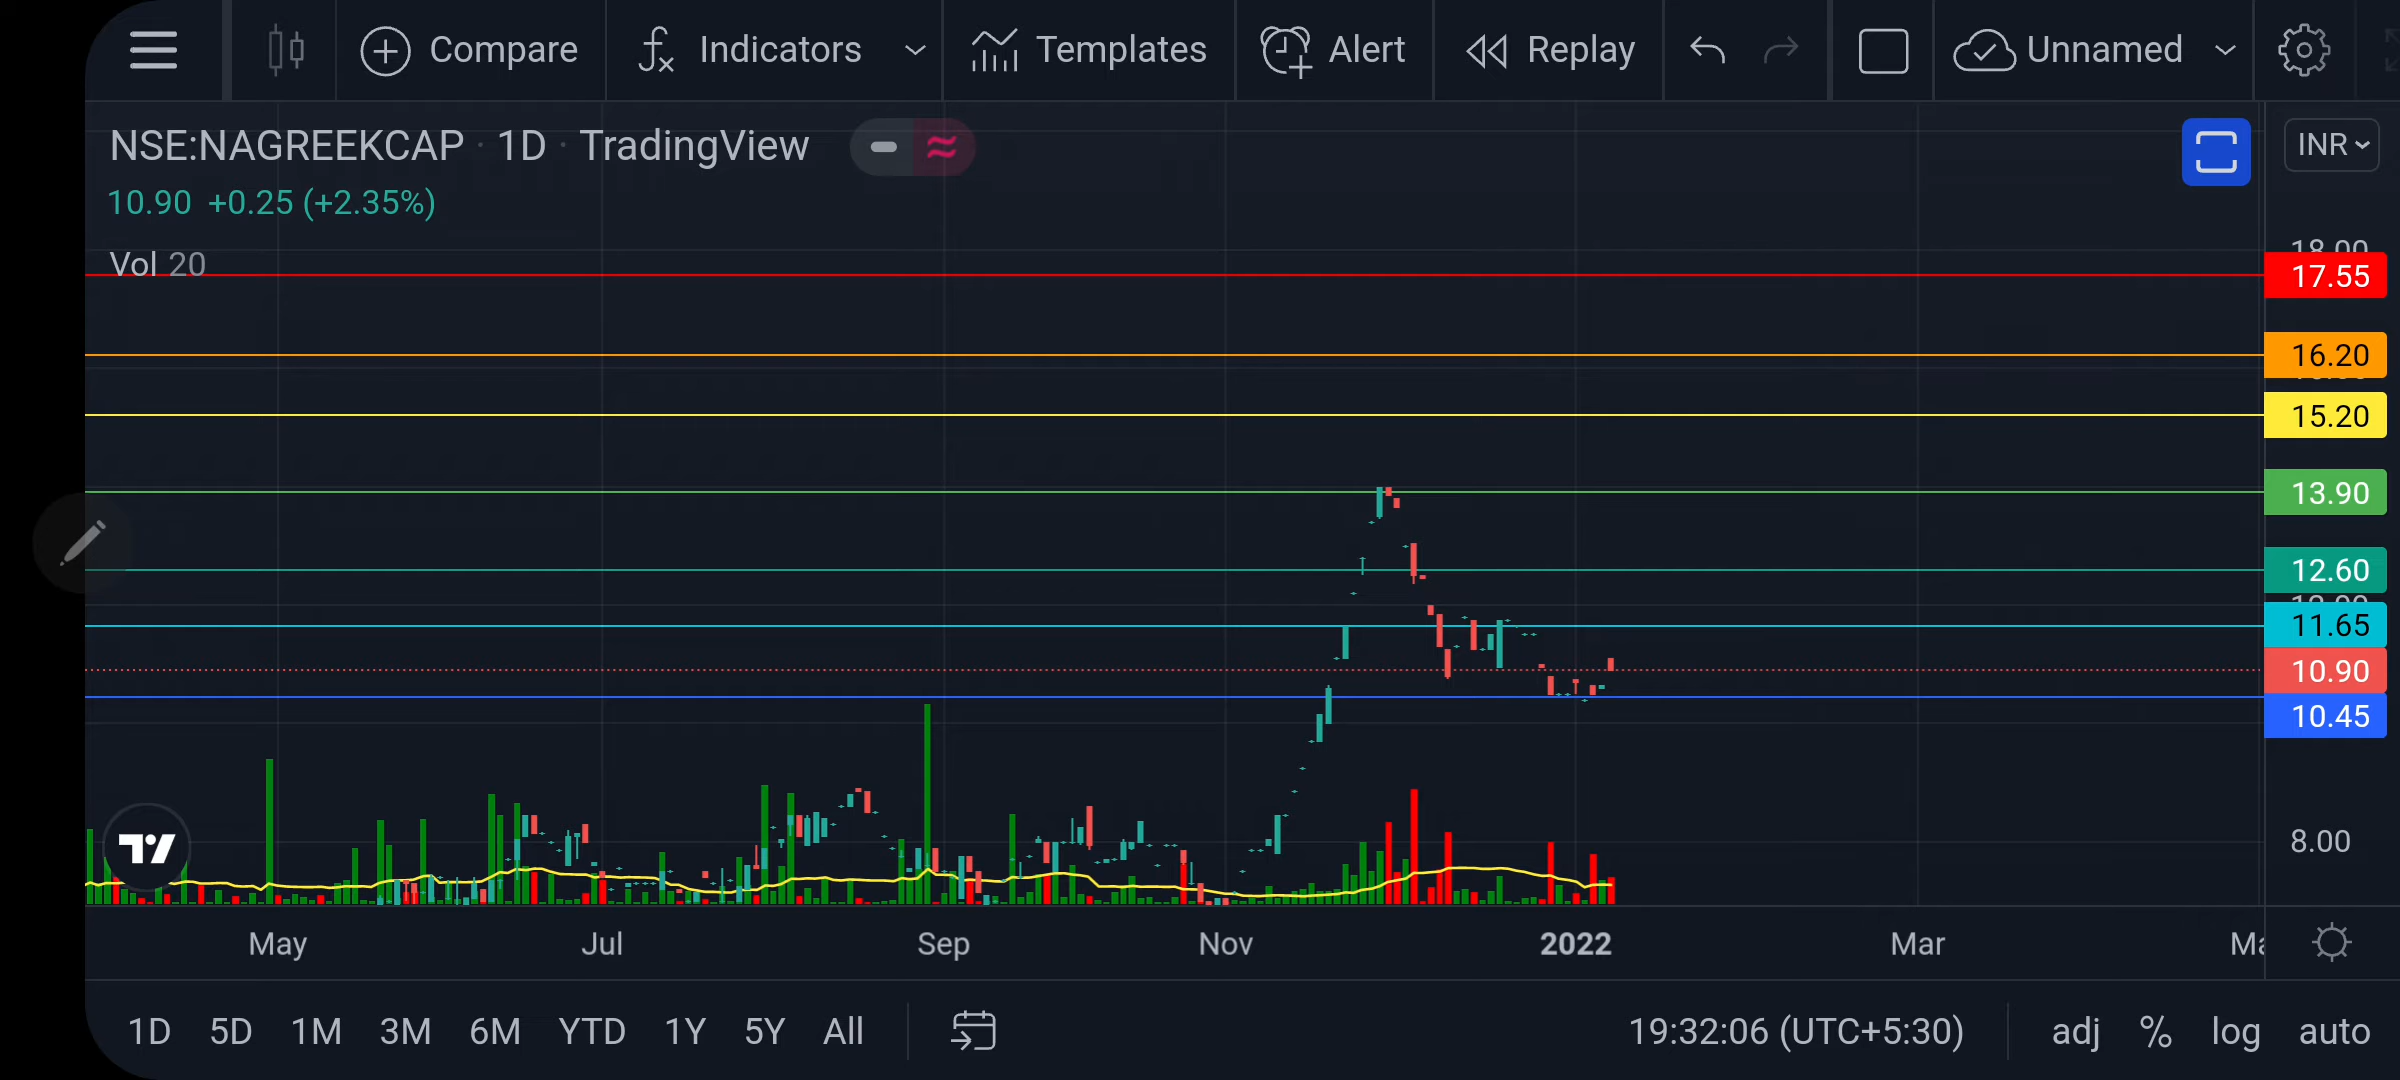 Compare Indicators Templates Alert Replay Unnamed
NSE:NAGREEKCAP · 1D · TradingView
INR
10.90 +0.25 (+2.35%)
Vol 20
18.00
17.55
16.20
15.20
13.90
12.60
11.65
10.90
10.45
8.00
May Jul Sep Nov 2022 Mar
1D 5D 1M 3M 6M YTD 1Y 5Y All 19:32:06 (UTC+5:30) adj % log auto